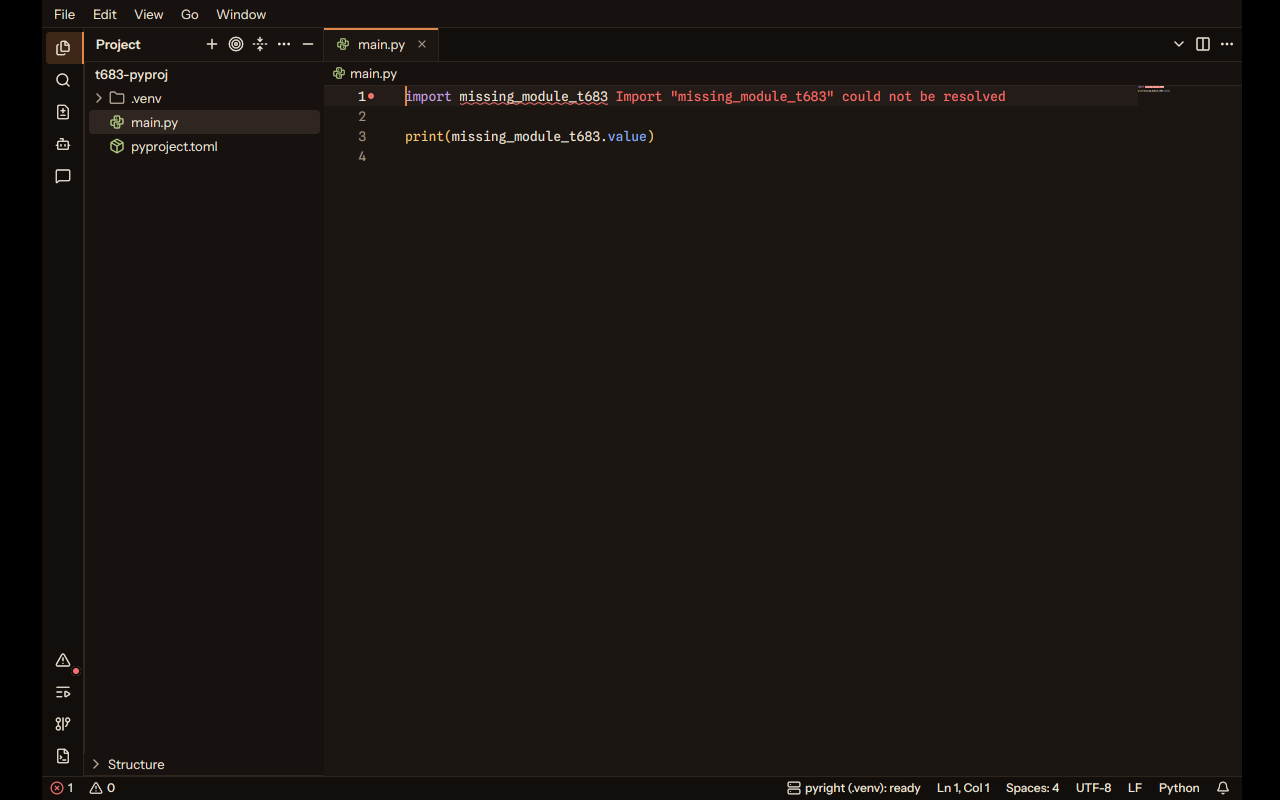 File Edit View Go Window
Project
t683-pyproj
.venv
main.py
pyproject.toml
Structure
main.py
main.py
1 import missing_module_t683 Import "missing_module_t683" could not be resolved
2
3 print(missing_module_t683.value)
4
1 0 pyright (.venv): ready Ln 1, Col 1 Spaces: 4 UTF-8 LF Python